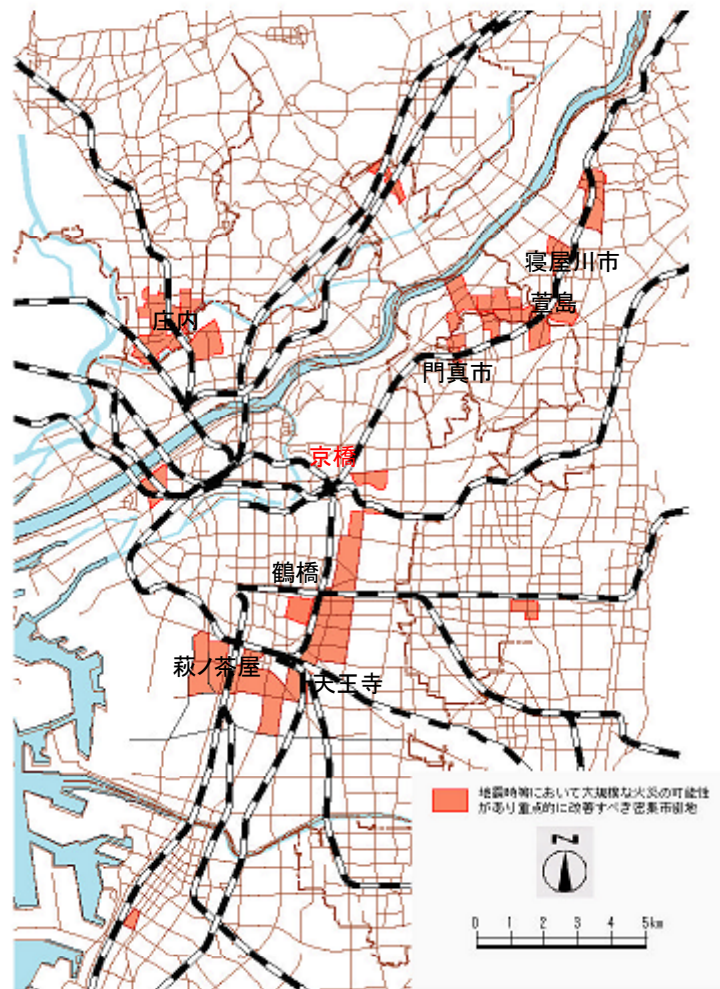 寝屋川市
萱島
庄内
門真市
京橋
鶴橋
萩ノ茶屋
天王寺
地震時等において大規模な火災の可能性
があり重点的に改善すべき密集市街地
N
0 1 2 3 4 5km